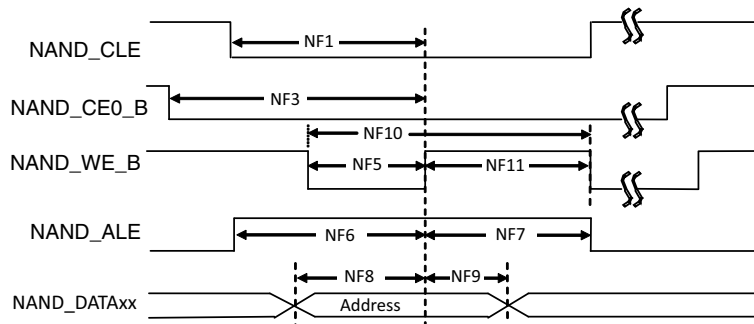 NAND_CLE
NF1
NAND_CE0_B
NF3
NF10
NAND_WE_B
NF5
NF11
NAND_ALE
NF6
NF7
NF8
NF9
NAND_DATAxx
Address